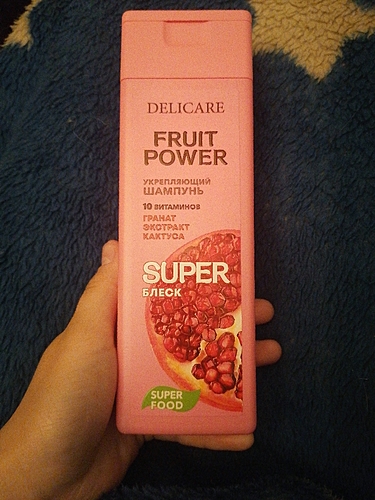 DELICARE
FRUIT
POWER
УКРЕПЛЯЮЩИЙ
ШАМПУНЬ
10 ВИТАМИНОВ
ГРАНАТ
ЭКСТРАКТ
КАКТУСА
SUPER
БЛЕСК
SUPER
FOOD